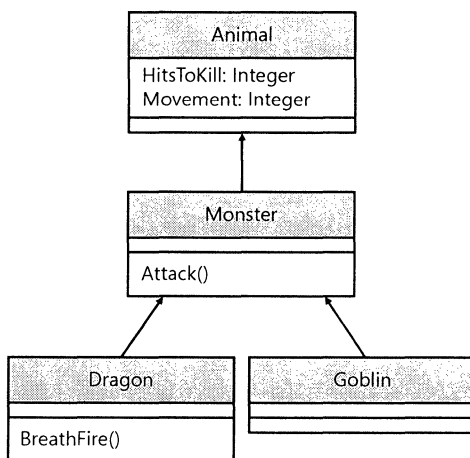 Animal
HitsToKill: Integer
Movement: Integer
Monster
Attack()
Dragon
Goblin
BreathFire()